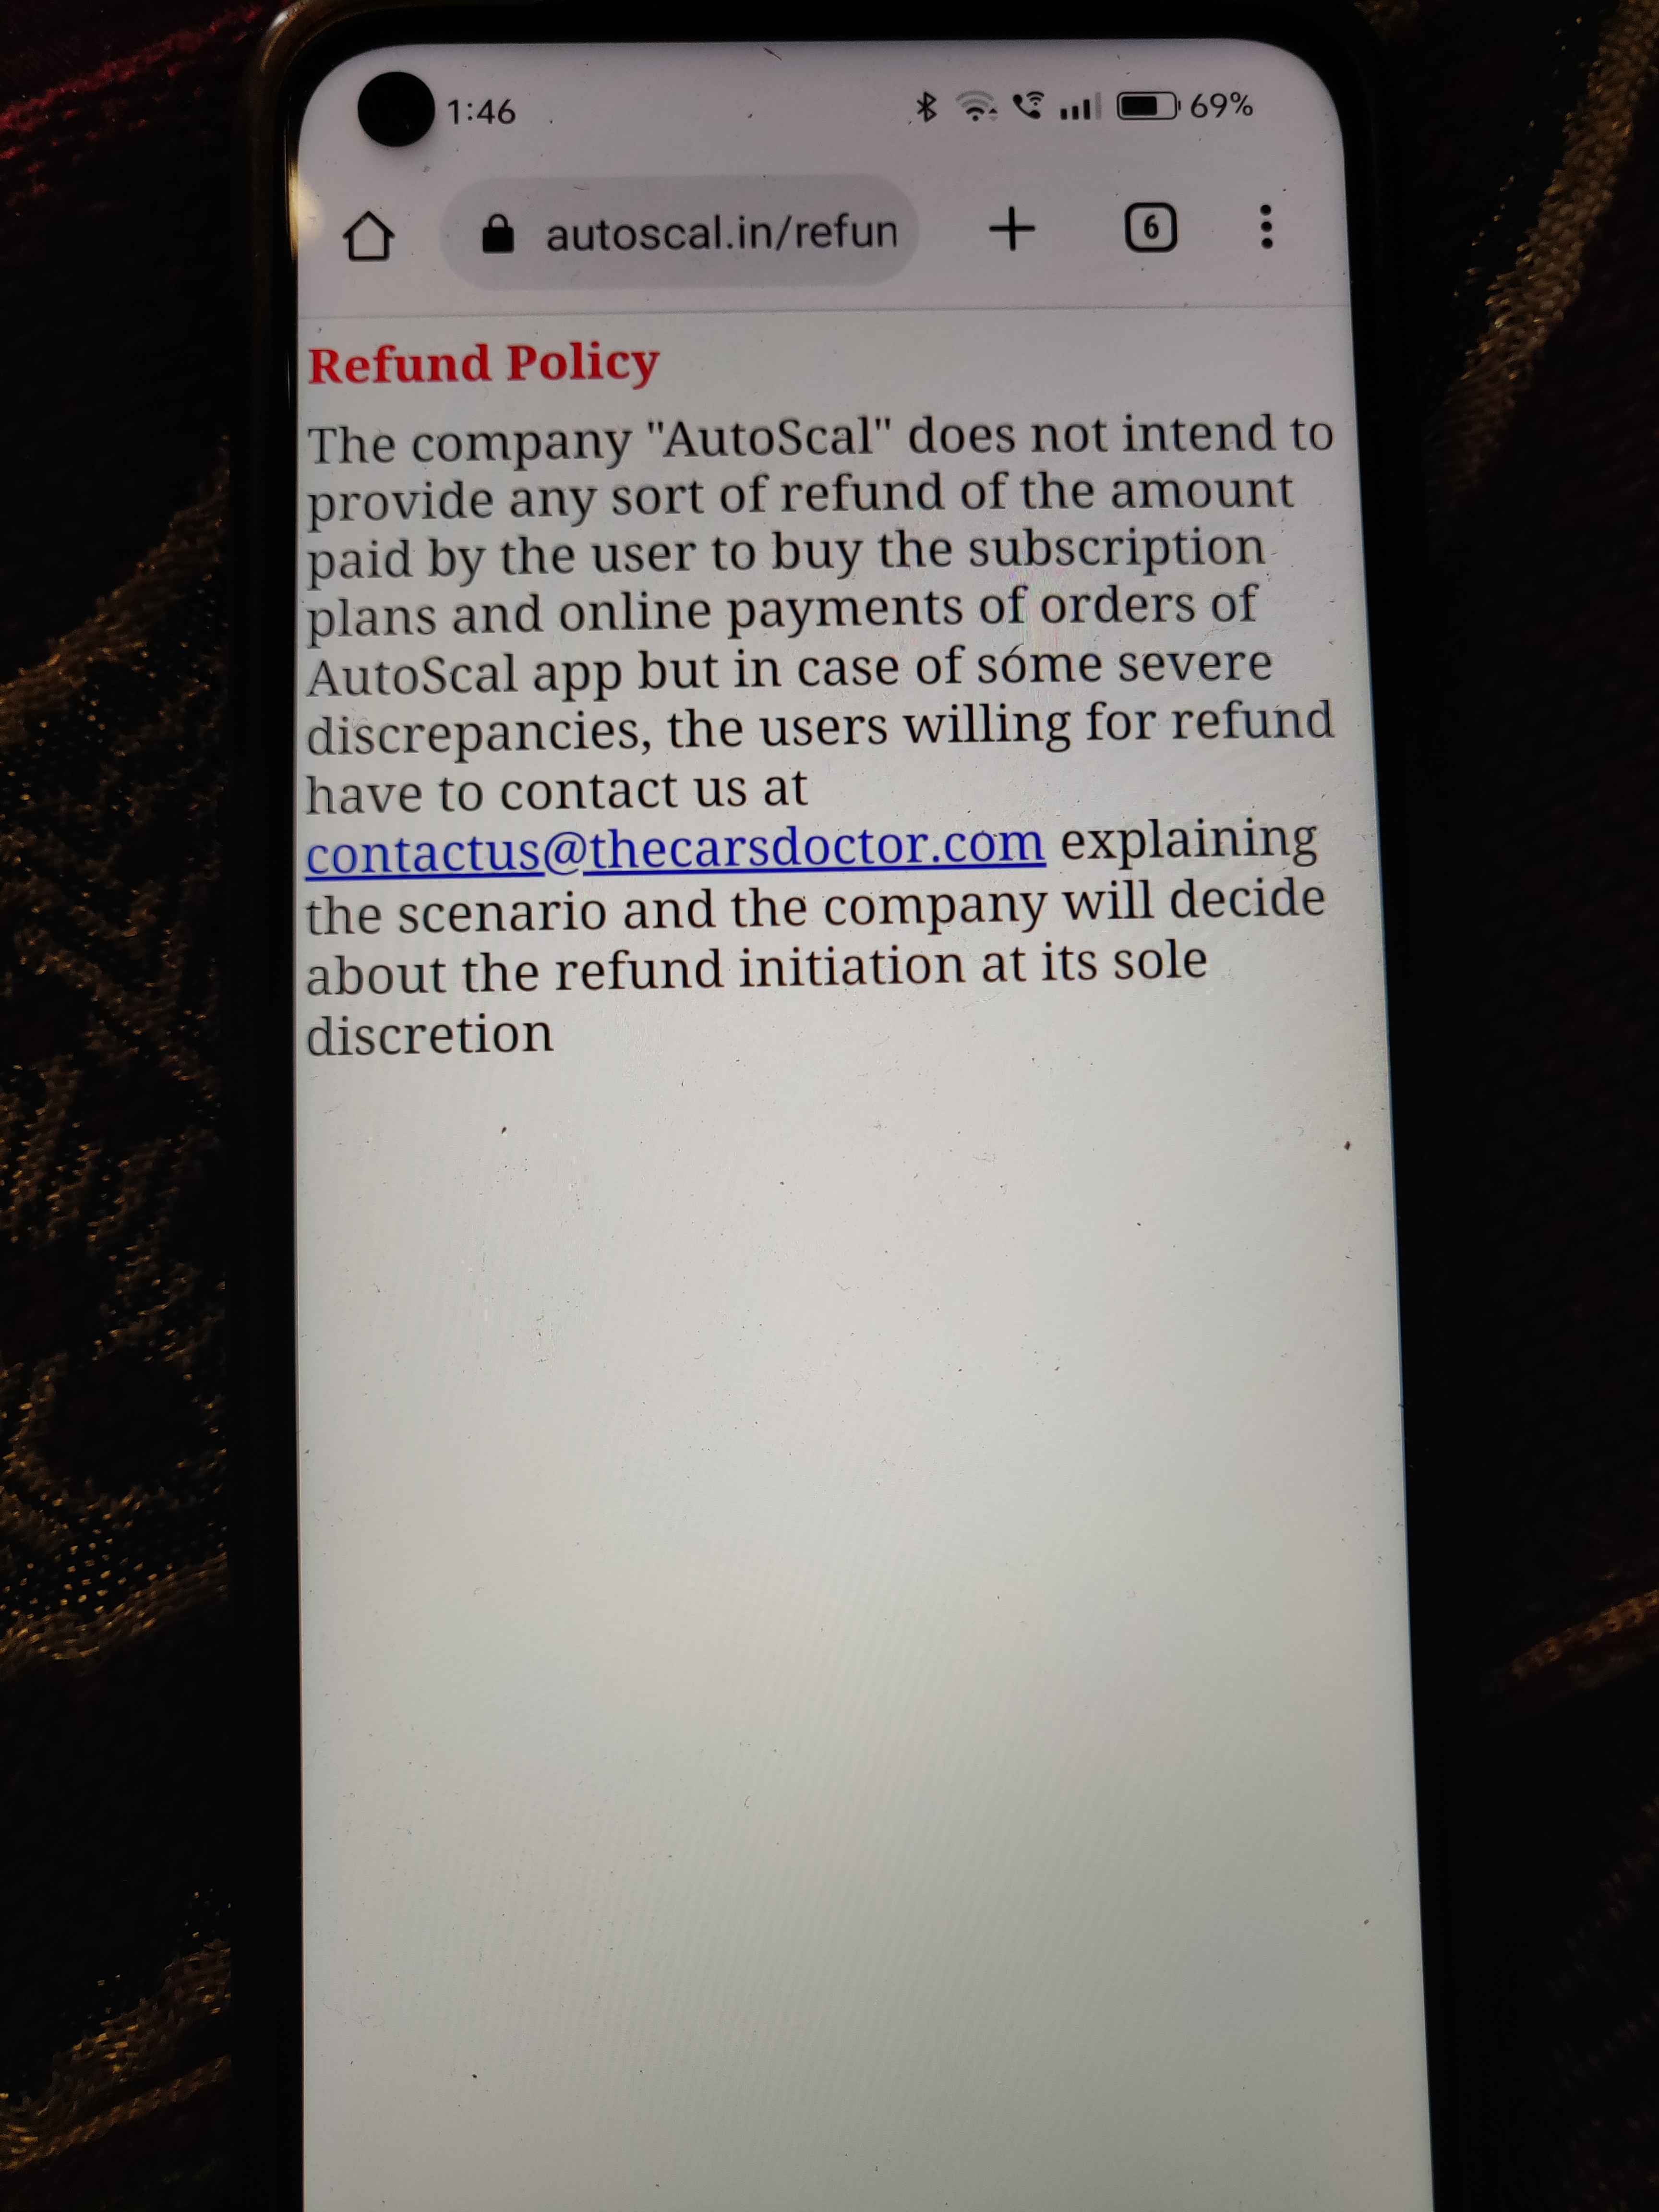 1:46 69%
autoscal.in/refun 6
Refund Policy
The company "AutoScal" does not intend to
provide any sort of refund of the amount
paid by the user to buy the subscription
plans and online payments of orders of
AutoScal app but in case of some severe
discrepancies, the users willing for refund
have to contact us at
contactus@thecarsdoctor.com explaining
the scenario and the company will decide
about the refund initiation at its sole
discretion